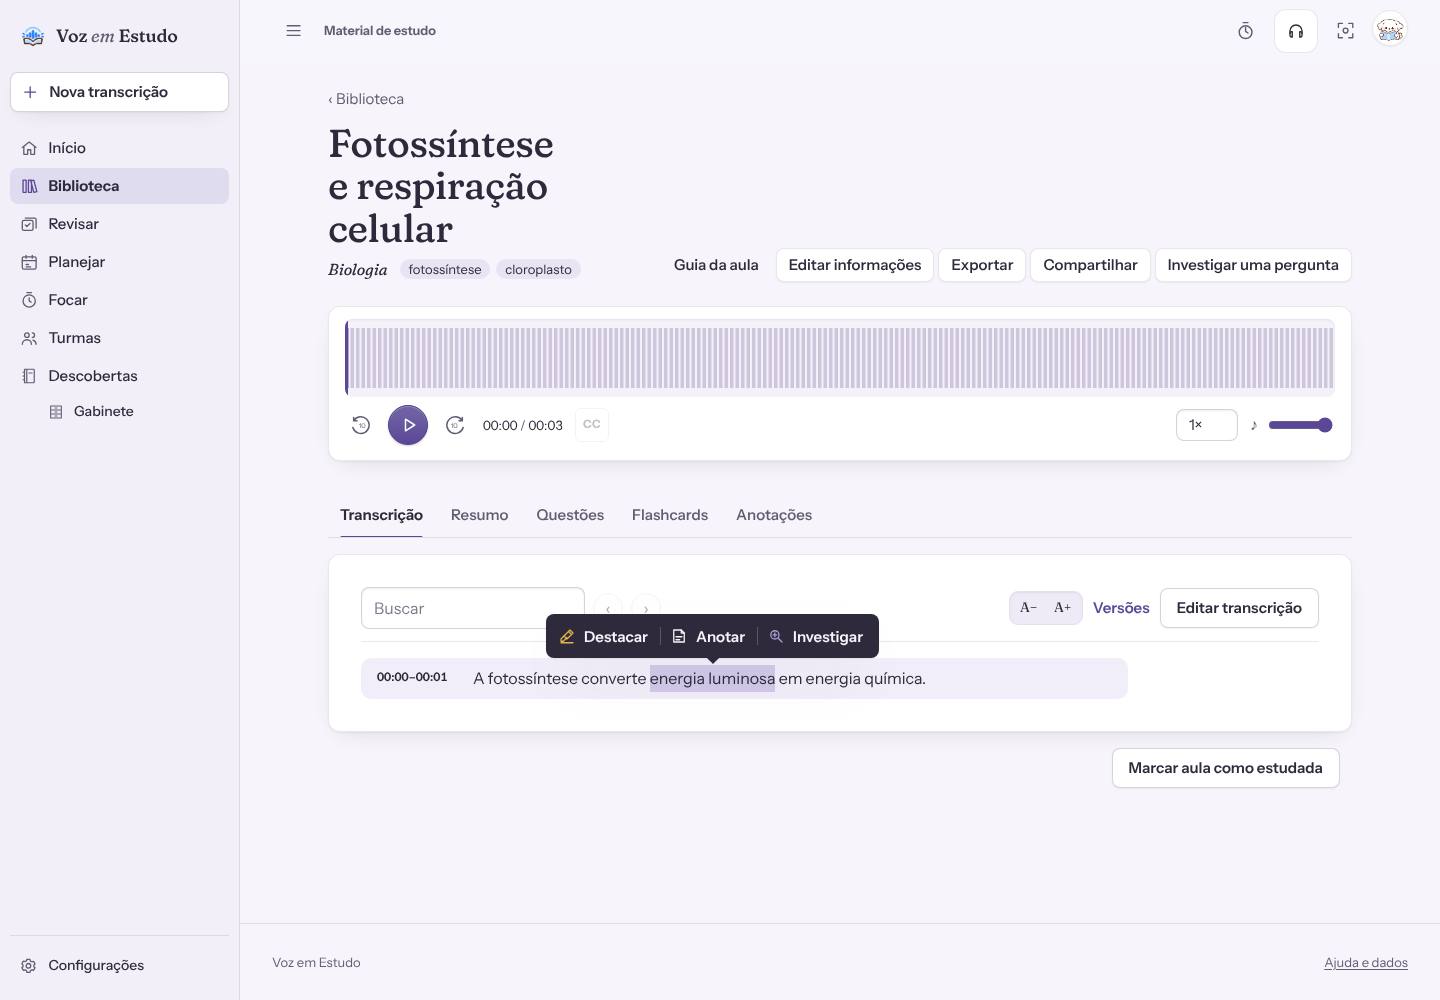 Voz em Estudo
Nova transcrição
Início
Biblioteca
Revisar
Planejar
Focar
Turmas
Descobertas
Gabinete
Configurações
Material de estudo
‹ Biblioteca
Fotossíntese
e respiração
celular
Biologia fotossíntese cloroplasto
Guia da aula Editar informações Exportar Compartilhar Investigar uma pergunta
10 10 00:00 / 00:03 CC 1×
Transcrição Resumo Questões Flashcards Anotações
Buscar ‹ › A− A+ Versões Editar transcrição
Destacar Anotar Investigar
00:00–00:01 A fotossíntese converte energia luminosa em energia química.
Marcar aula como estudada
Voz em Estudo Ajuda e dados